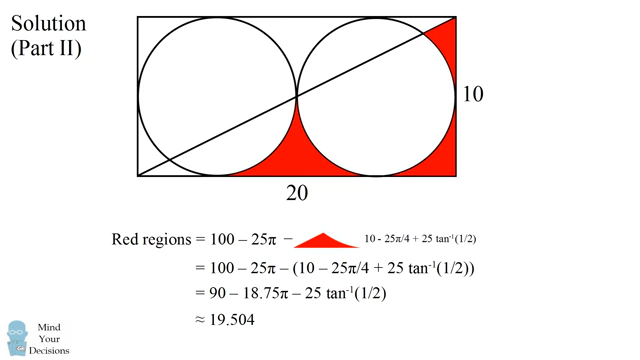 Solution
(Part II)
10
20
Red regions = 100 – 25π – 10 - 25π/4 + 25 tan⁻¹(1/2)
= 100 – 25π – (10 – 25π/4 + 25 tan⁻¹(1/2))
= 90 – 18.75π – 25 tan⁻¹(1/2)
≈ 19.504
Mind
Your
Decisions